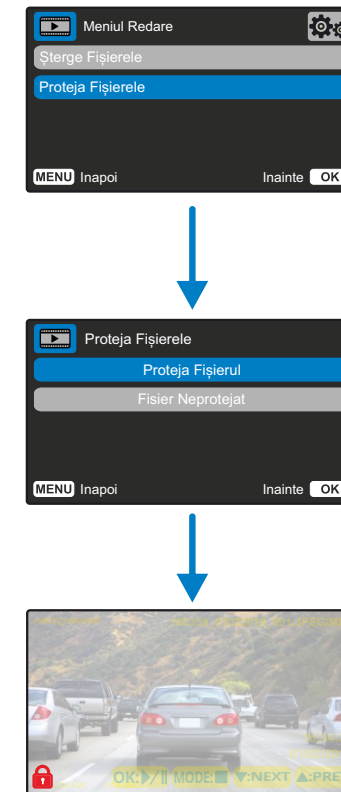 Meniul Redare
Șterge Fișierele
Proteja Fișierele
MENU Inapoi Inainte OK
Proteja Fișierele
Proteja Fișierul
Fisier Neprotejat
MENU Inapoi Inainte OK
OK: MODE: :NEXT :PRE